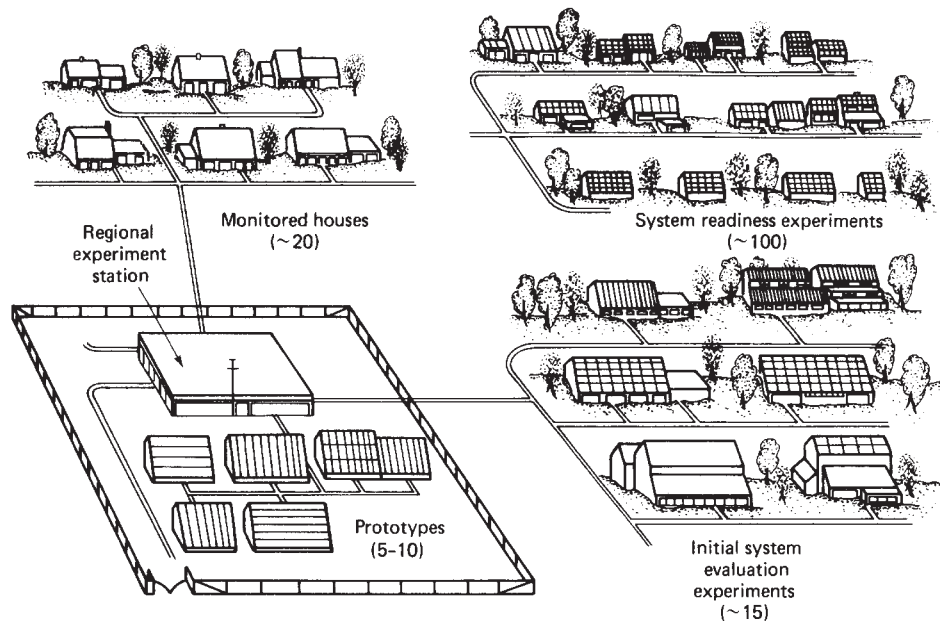 Monitored houses
(~20)
System readiness experiments
(~100)
Regional
experiment
station
Prototypes
(5–10)
Initial system
evaluation
experiments
(~15)